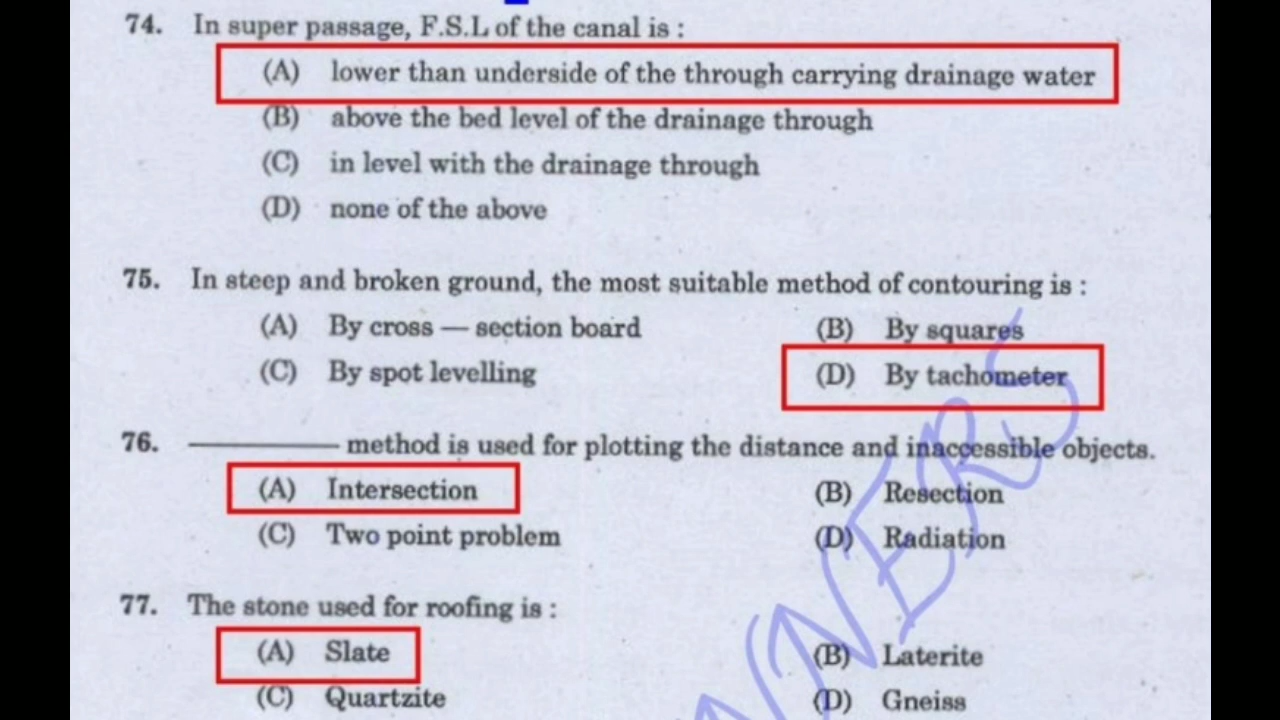 74. In super passage, F.S.L of the canal is :
(A) lower than underside of the through carrying drainage water
(B) above the bed level of the drainage through
(C) in level with the drainage through
(D) none of the above
75. In steep and broken ground, the most suitable method of contouring is :
(A) By cross — section board (B) By squares
(C) By spot levelling (D) By tachometer
76. ________ method is used for plotting the distance and inaccessible objects.
(A) Intersection (B) Resection
(C) Two point problem (D) Radiation
77. The stone used for roofing is :
(A) Slate (B) Laterite
(C) Quartzite (D) Gneiss